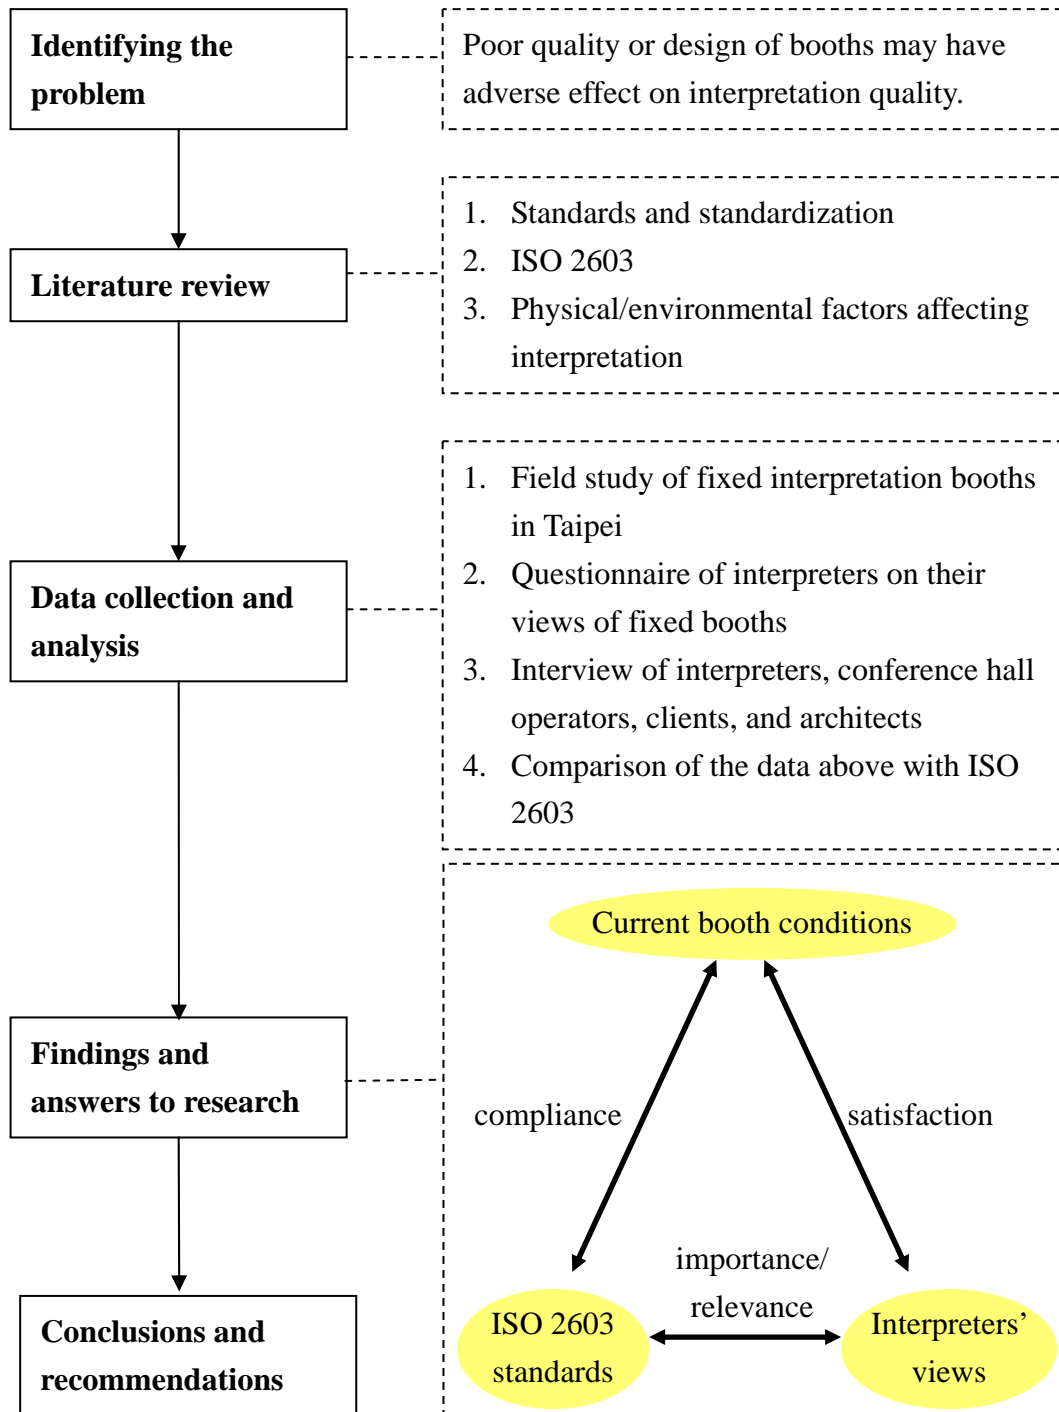 Identifying the
problem
Poor quality or design of booths may have
adverse effect on interpretation quality.
Literature review
1. Standards and standardization
2. ISO 2603
3. Physical/environmental factors affecting
interpretation
Data collection and
analysis
1. Field study of fixed interpretation booths
in Taipei
2. Questionnaire of interpreters on their
views of fixed booths
3. Interview of interpreters, conference hall
operators, clients, and architects
4. Comparison of the data above with ISO
2603
Findings and
answers to research
Current booth conditions
compliance
satisfaction
importance/
relevance
ISO 2603
standards
Interpreters’
views
Conclusions and
recommendations